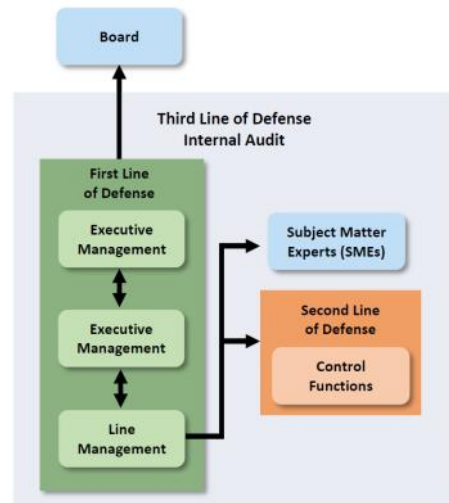 Board
Third Line of Defense
Internal Audit
First Line
of Defense
Executive
Management
Executive
Management
Line
Management
Subject Matter
Experts (SMEs)
Second Line
of Defense
Control
Functions